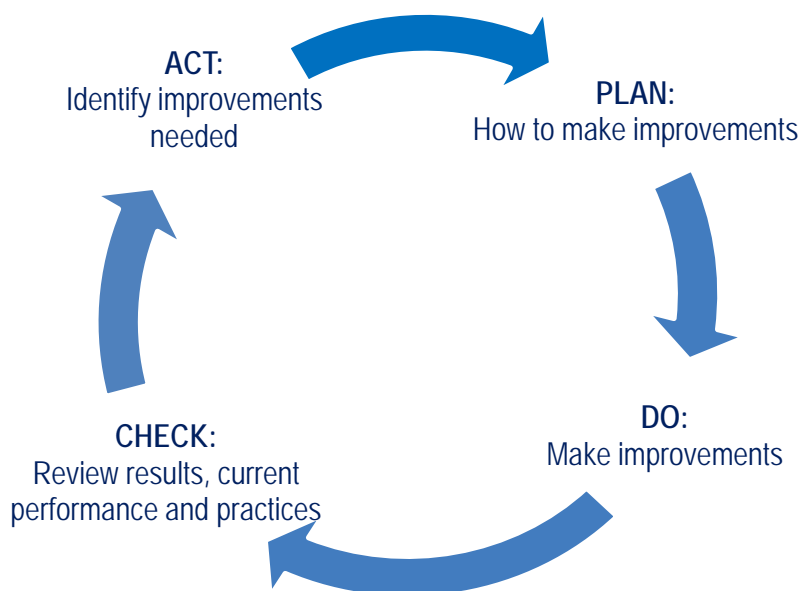 ACT:
Identify improvements
needed
PLAN:
How to make improvements
DO:
Make improvements
CHECK:
Review results, current
performance and practices